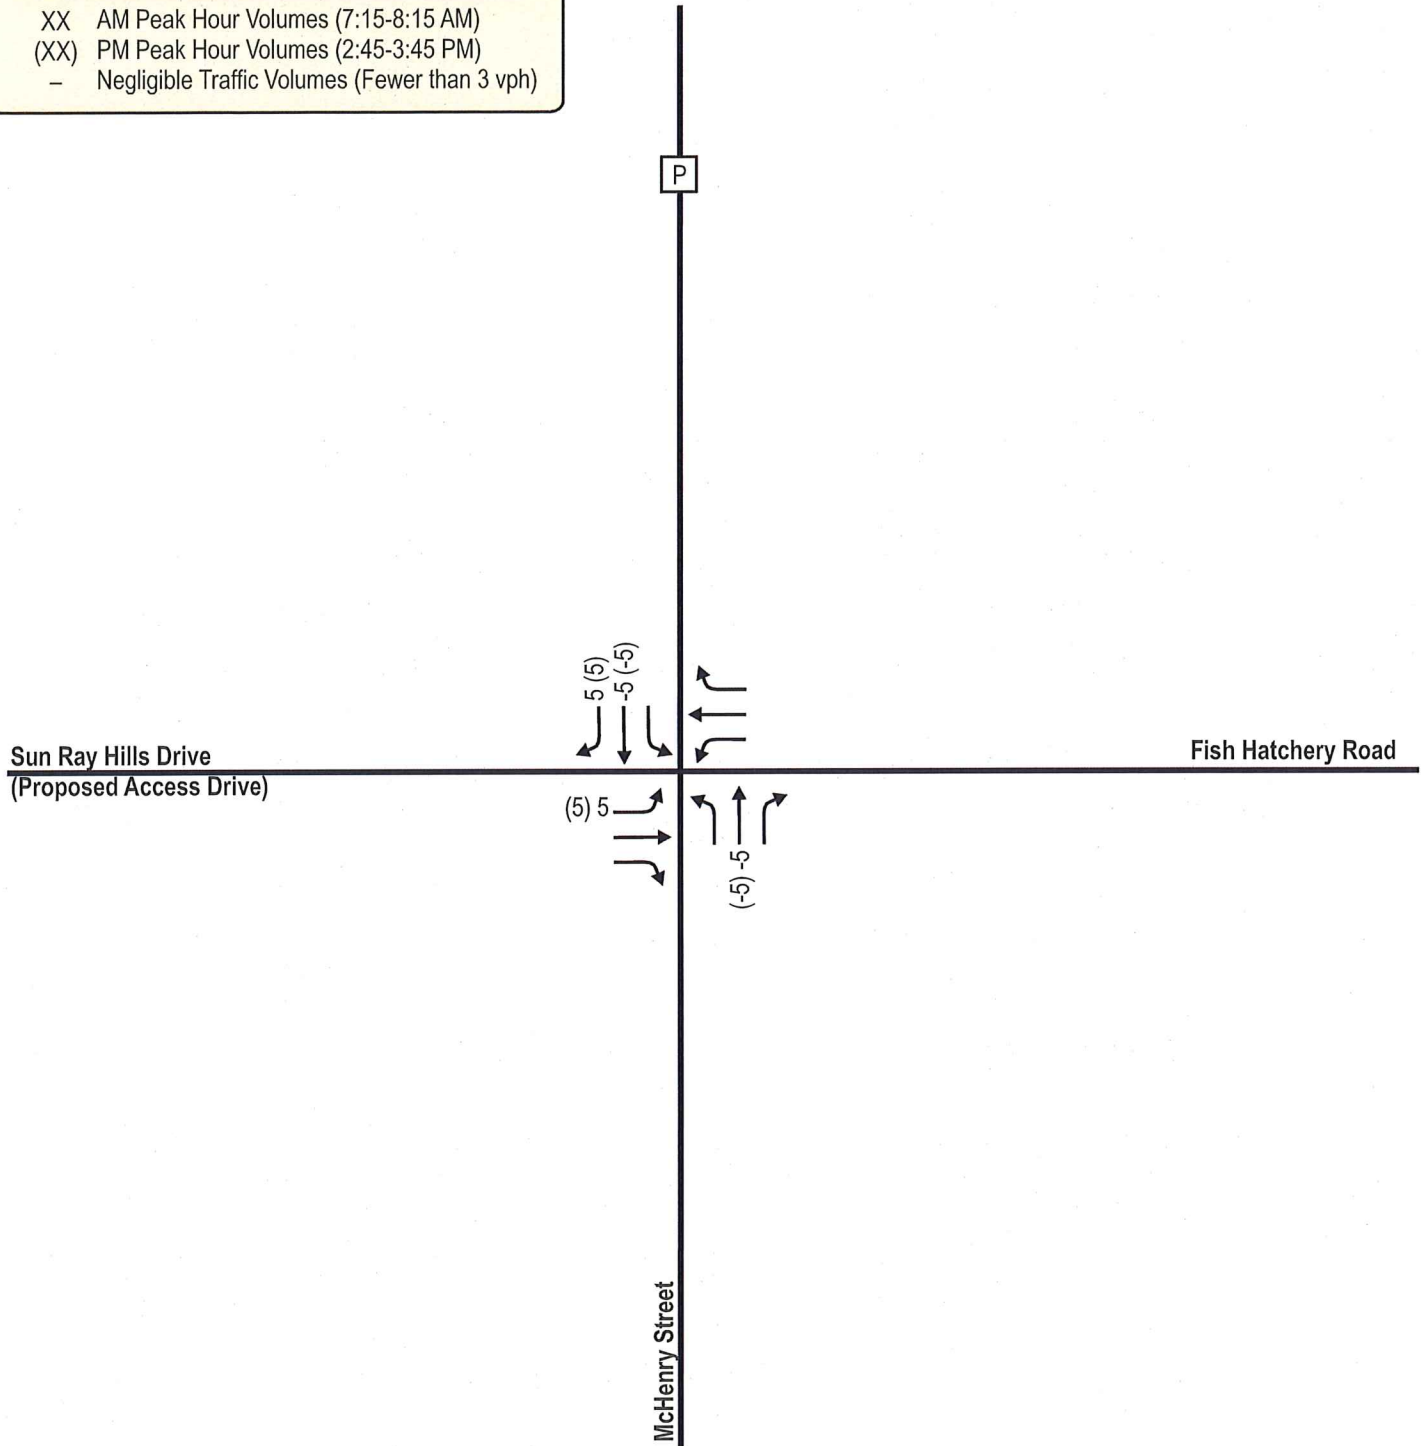 XX AM Peak Hour Volumes (7:15-8:15 AM)
(XX) PM Peak Hour Volumes (2:45-3:45 PM)
– Negligible Traffic Volumes (Fewer than 3 vph)
P
5 (5)
-5 (-5)
Sun Ray Hills Drive
(Proposed Access Drive)
Fish Hatchery Road
(5) 5
(-5) -5
McHenry Street